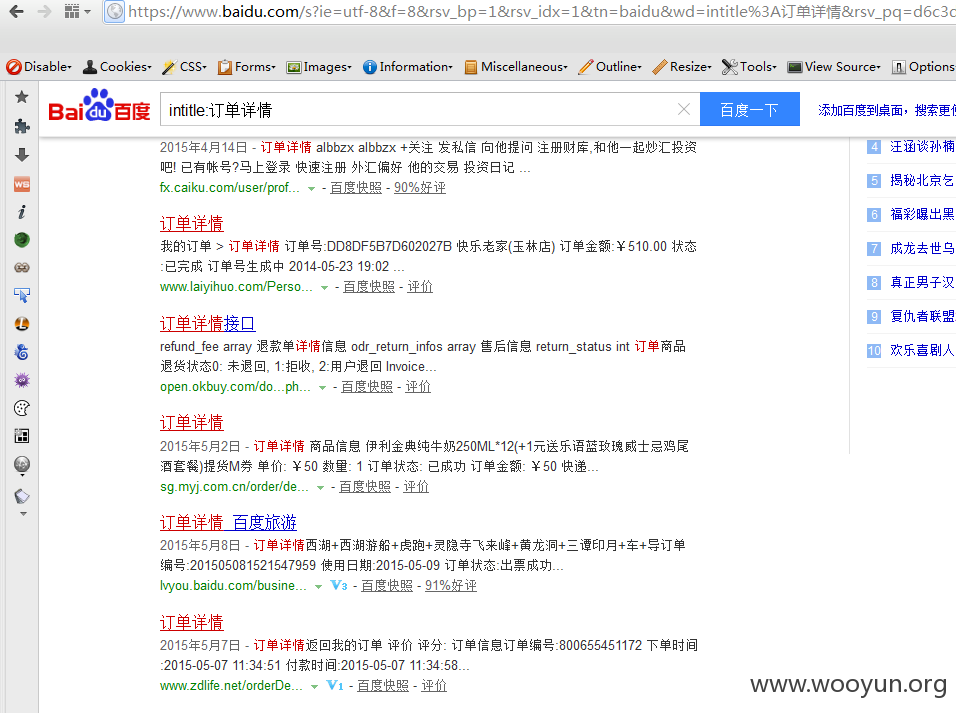 https://www.baidu.com/s?ie=utf-8&f=8&rsv_bp=1&rsv_idx=1&tn=baidu&wd=intitle%3A订单详情&rsv_pq=d6c3c
Disable Cookies CSS Forms Images Information Miscellaneous Outline Resize Tools View Source Options
Bai du 百度 intitle:订单详情 百度一下 添加百度到桌面，搜索更便
2015年4月14日 - 订单详情 albbzx albbzx +关注 发私信 向他提问 注册财库,和他一起炒汇投资
吧! 已有帐号?马上登录 快速注册 外汇偏好 他的交易 投资日记 ...
fx.caiku.com/user/prof... - 百度快照 - 90%好评
订单详情
我的订单 > 订单详情 订单号:DD8DF5B7D602027B 快乐老家(玉林店) 订单金额:￥510.00 状态
:已完成 订单号生成中 2014-05-23 19:02 ...
www.laiyihuo.com/Perso... - 百度快照 - 评价
订单详情接口
refund_fee array 退款单详情信息 odr_return_infos array 售后信息 return_status int 订单商品
退货状态0: 未退回, 1:拒收, 2:用户退回 Invoice...
open.okbuy.com/do...ph... - 百度快照 - 评价
订单详情
2015年5月2日 - 订单详情 商品信息 伊利金典纯牛奶250ML*12(+1元送乐语蓝玫瑰威士忌鸡尾
酒套餐)提货M券 单价: ￥50 数量: 1 订单状态: 已成功 订单金额: ￥50 快递...
sg.myj.com.cn/order/de... - 百度快照 - 评价
订单详情_百度旅游
2015年5月8日 - 订单详情西湖+西湖游船+虎跑+灵隐寺飞来峰+黄龙洞+三谭印月+车+导订单
编号:201505081521547959 使用日期:2015-05-09 订单状态:出票成功...
lvyou.baidu.com/busine... V3 - 百度快照 - 91%好评
订单详情
2015年5月7日 - 订单详情返回我的订单 评价 评分: 订单信息订单编号:800655451172 下单时间
:2015-05-07 11:34:51 付款时间:2015-05-07 11:34:58...
www.zdlife.net/orderDe... V1 - 百度快照 - 评价
4 汪涵谈孙楠
5 揭秘北京乞
6 福彩曝出黑
7 成龙去世乌
8 真正男子汉
9 复仇者联盟
10 欢乐喜剧人
www.wooyun.org